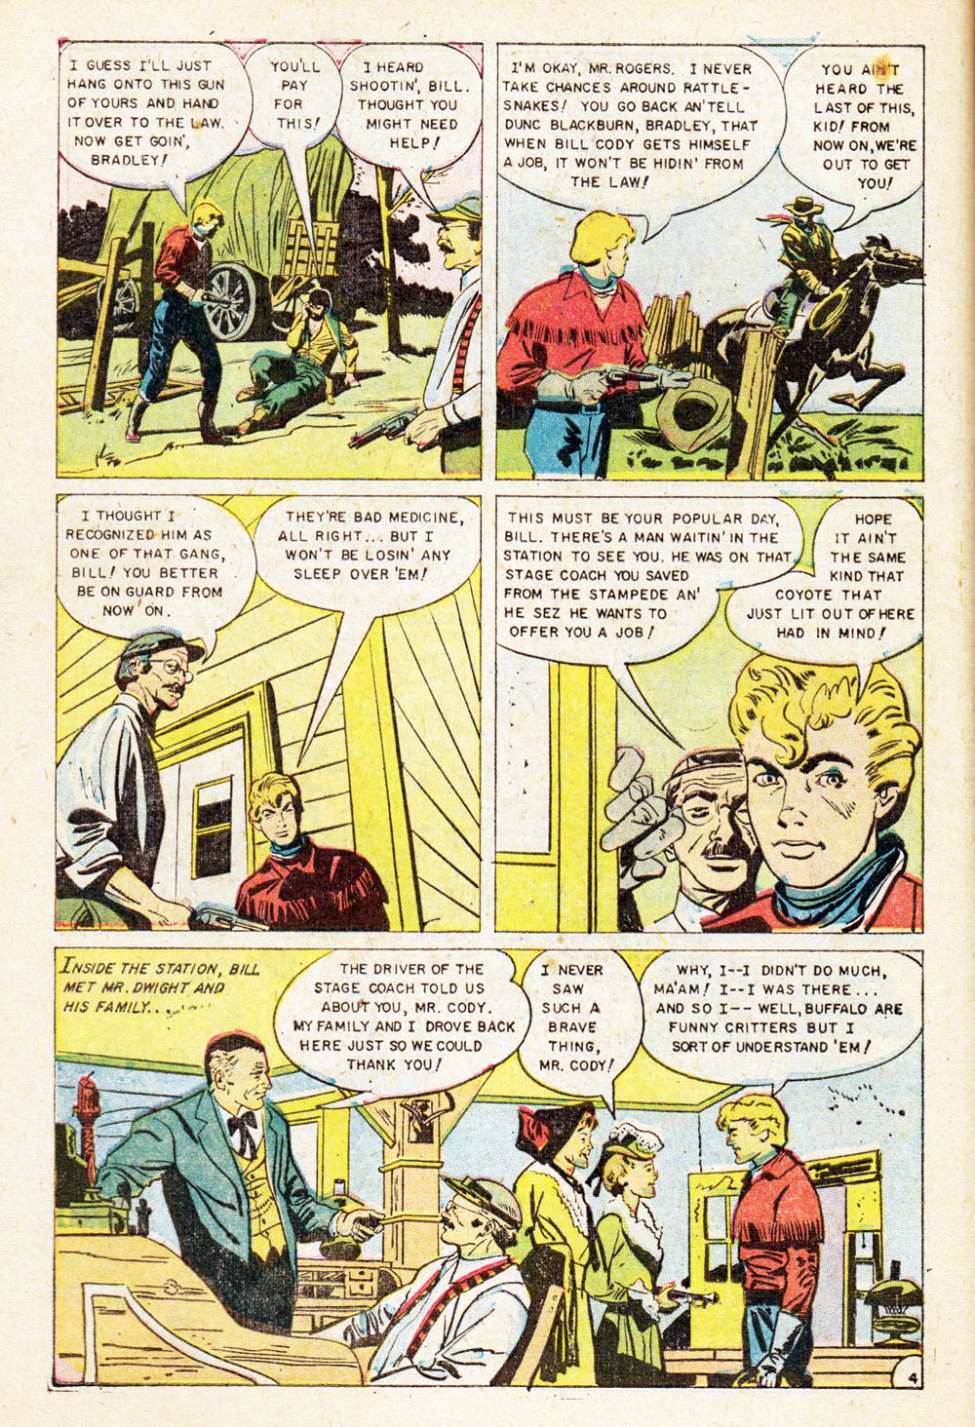 I GUESS I'LL JUST
HANG ONTO THIS GUN
OF YOURS AND HAND
IT OVER TO THE LAW.
NOW GET GOIN',
BRADLEY!
YOU'LL
PAY
FOR
THIS!
I HEARD
SHOOTIN', BILL.
THOUGHT YOU
MIGHT NEED
HELP!
I'M OKAY, MR. ROGERS. I NEVER
TAKE CHANCES AROUND RATTLE-
SNAKES! YOU GO BACK AN' TELL
DUNC BLACKBURN, BRADLEY, THAT
WHEN BILL CODY GETS HIMSELF
A JOB, IT WON'T BE HIDIN' FROM
THE LAW!
YOU AIN'T
HEARD THE
LAST OF THIS,
KID! FROM
NOW ON, WE'RE
OUT TO GET
YOU!
I THOUGHT I
RECOGNIZED HIM AS
ONE OF THAT GANG,
BILL! YOU BETTER
BE ON GUARD FROM
NOW ON.
THEY'RE BAD MEDICINE,
ALL RIGHT... BUT I
WON'T BE LOSIN' ANY
SLEEP OVER 'EM!
THIS MUST BE YOUR POPULAR DAY,
BILL. THERE'S A MAN WAITIN' IN THE
STATION TO SEE YOU. HE WAS ON THAT
STAGE COACH YOU SAVED
FROM THE STAMPEDE AN'
HE SEZ HE WANTS TO
OFFER YOU A JOB!
HOPE
IT AIN'T
THE SAME
KIND THAT
COYOTE THAT
JUST LIT OUT OF HERE
HAD IN MIND!
INSIDE THE STATION, BILL
MET MR. DWIGHT AND
HIS FAMILY...
THE DRIVER OF THE
STAGE COACH TOLD US
ABOUT YOU, MR. CODY.
MY FAMILY AND I DROVE BACK
HERE JUST SO WE COULD
THANK YOU!
I NEVER
SAW
SUCH A
BRAVE
THING,
MR. CODY!
WHY, I--I DIDN'T DO MUCH,
MA'AM! I--I WAS THERE...
AND SO I-- WELL, BUFFALO ARE
FUNNY CRITTERS BUT I
SORT OF UNDERSTAND 'EM!
4